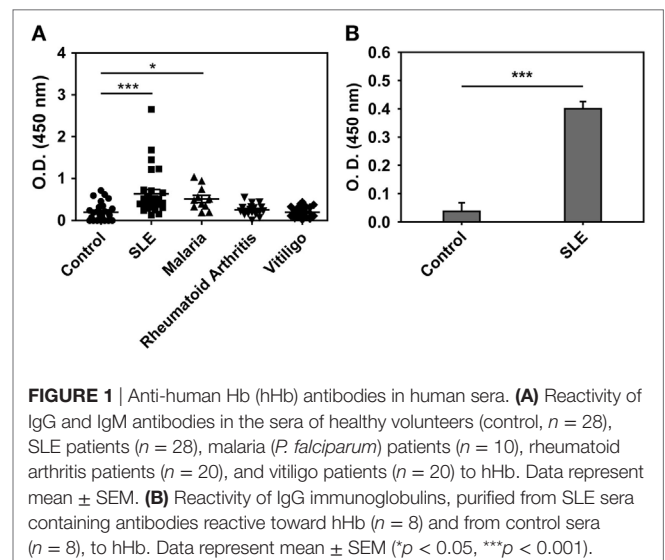 A
B
4
3
2
1
0
O.D. (450 nm)
*
***
Control
SLE
Malaria
Rheumatoid Arthritis
Vitiligo
0.6
0.5
0.4
0.3
0.2
0.1
0.0
O. D. (450 nm)
***
Control
SLE
FIGURE 1 | Anti-human Hb (hHb) antibodies in human sera. (A) Reactivity of
IgG and IgM antibodies in the sera of healthy volunteers (control, n = 28),
SLE patients (n = 28), malaria (P. falciparum) patients (n = 10), rheumatoid
arthritis patients (n = 20), and vitiligo patients (n = 20) to hHb. Data represent
mean ± SEM. (B) Reactivity of IgG immunoglobulins, purified from SLE sera
containing antibodies reactive toward hHb (n = 8) and from control sera
(n = 8), to hHb. Data represent mean ± SEM (*p < 0.05, ***p < 0.001).